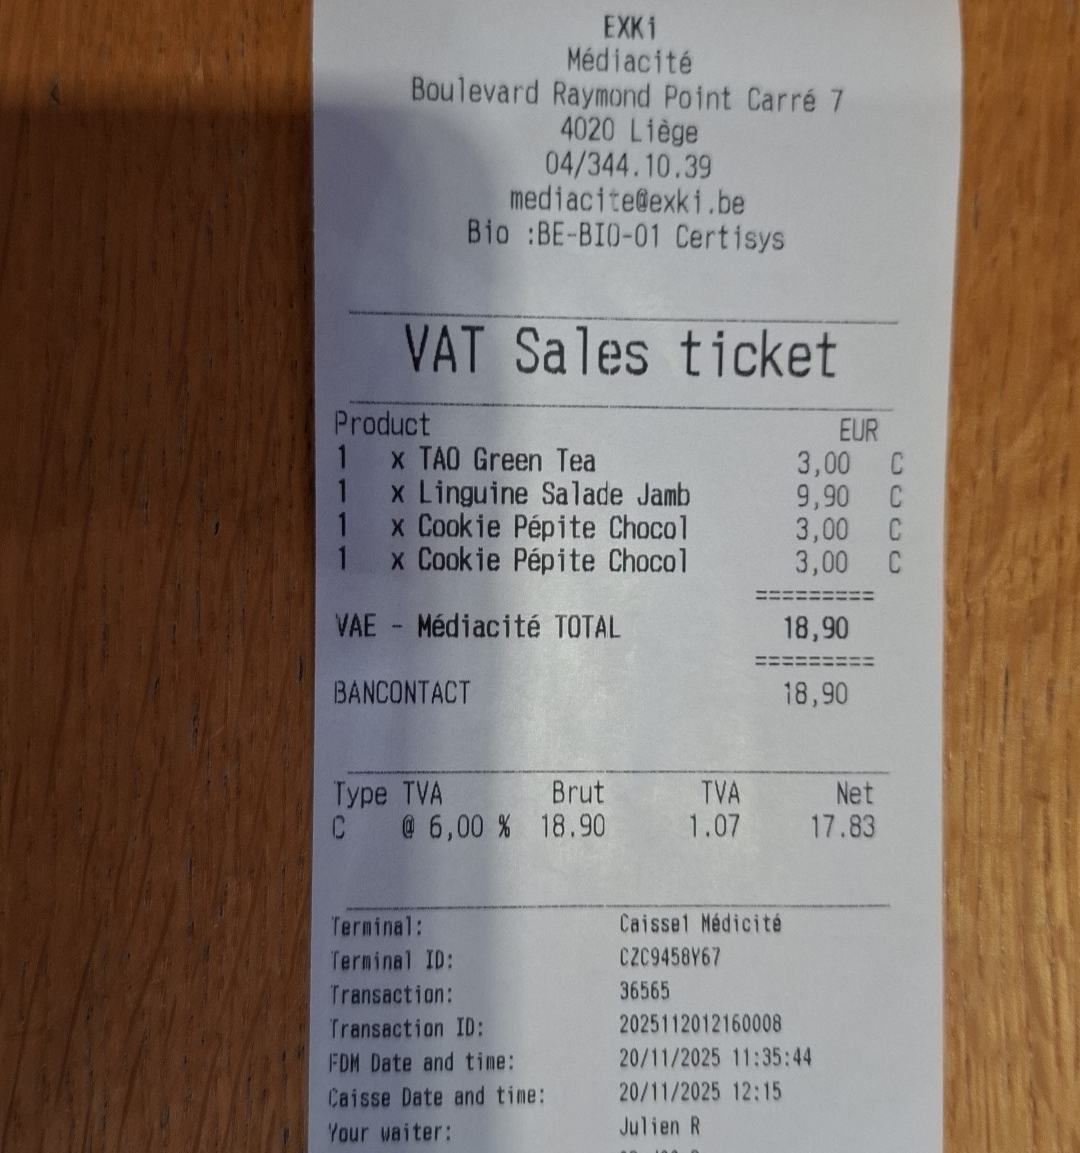 EXKi
Médiacité
Boulevard Raymond Point Carré 7
4020 Liège
04/344.10.39
mediacite@exki.be
Bio :BE-BIO-01 Certisys
VAT Sales ticket
Product EUR
1 x TAO Green Tea 3,00 C
1 x Linguine Salade Jamb 9,90 C
1 x Cookie Pépite Chocol 3,00 C
1 x Cookie Pépite Chocol 3,00 C
=========
VAE - Médiacité TOTAL 18,90
=========
BANCONTACT 18,90
Type TVA Brut TVA Net
C @ 6,00 % 18.90 1.07 17.83
Terminal: Caisse1 Médicité
Terminal ID: CZC9458Y67
Transaction: 36565
Transaction ID: 2025112012160008
FDM Date and time: 20/11/2025 11:35:44
Caisse Date and time: 20/11/2025 12:15
Your waiter: Julien R